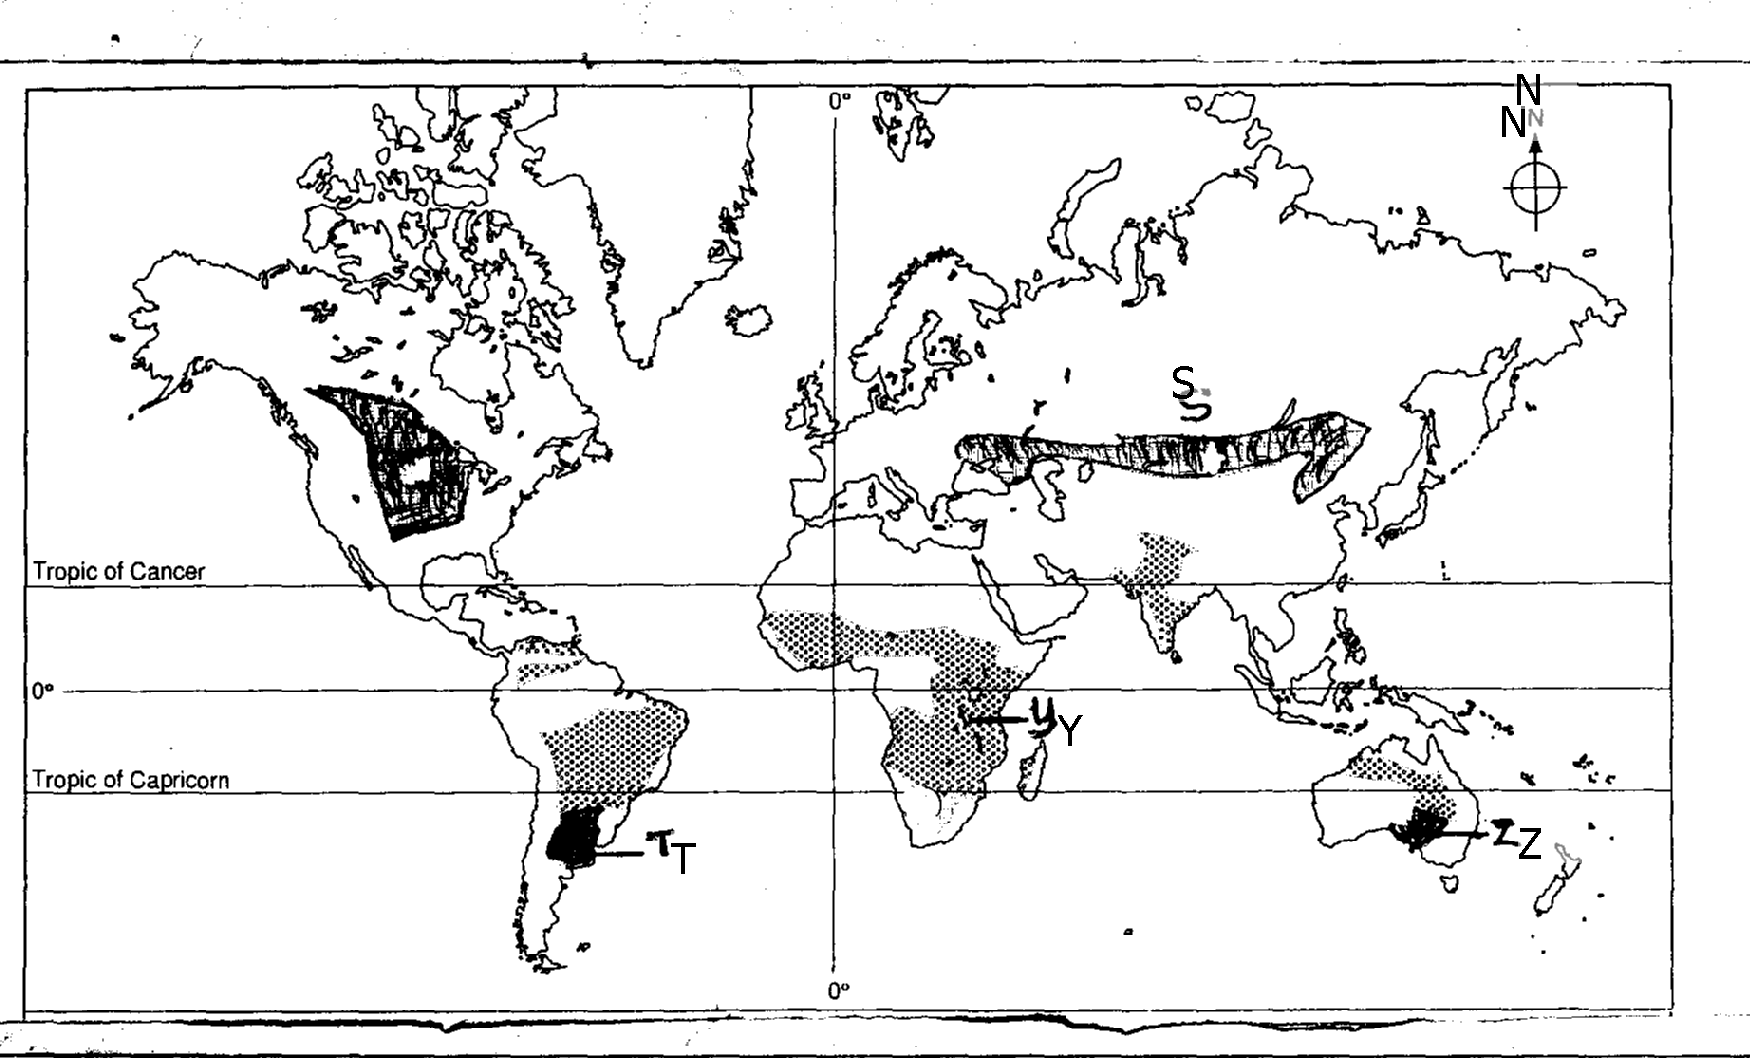 0°
N
N N
S
S
Tropic of Cancer
0°
y Y
Tropic of Capricorn
T T
Z Z
0°